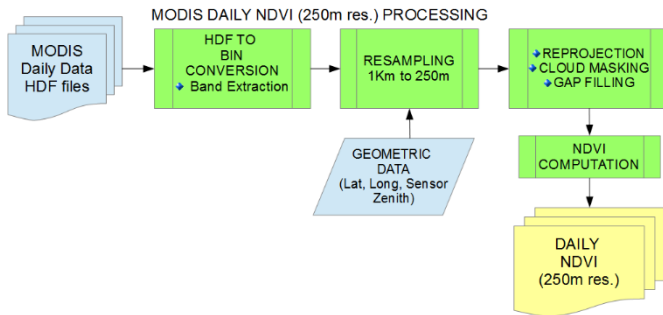 MODIS DAILY NDVI (250m res.) PROCESSING
MODIS
Daily Data
HDF files
HDF TO
BIN
CONVERSION
Band Extraction
RESAMPLING
1Km to 250m
REPROJECTION
CLOUD MASKING
GAP FILLING
GEOMETRIC
DATA
(Lat, Long, Sensor
Zenith)
NDVI
COMPUTATION
DAILY
NDVI
(250m res.)